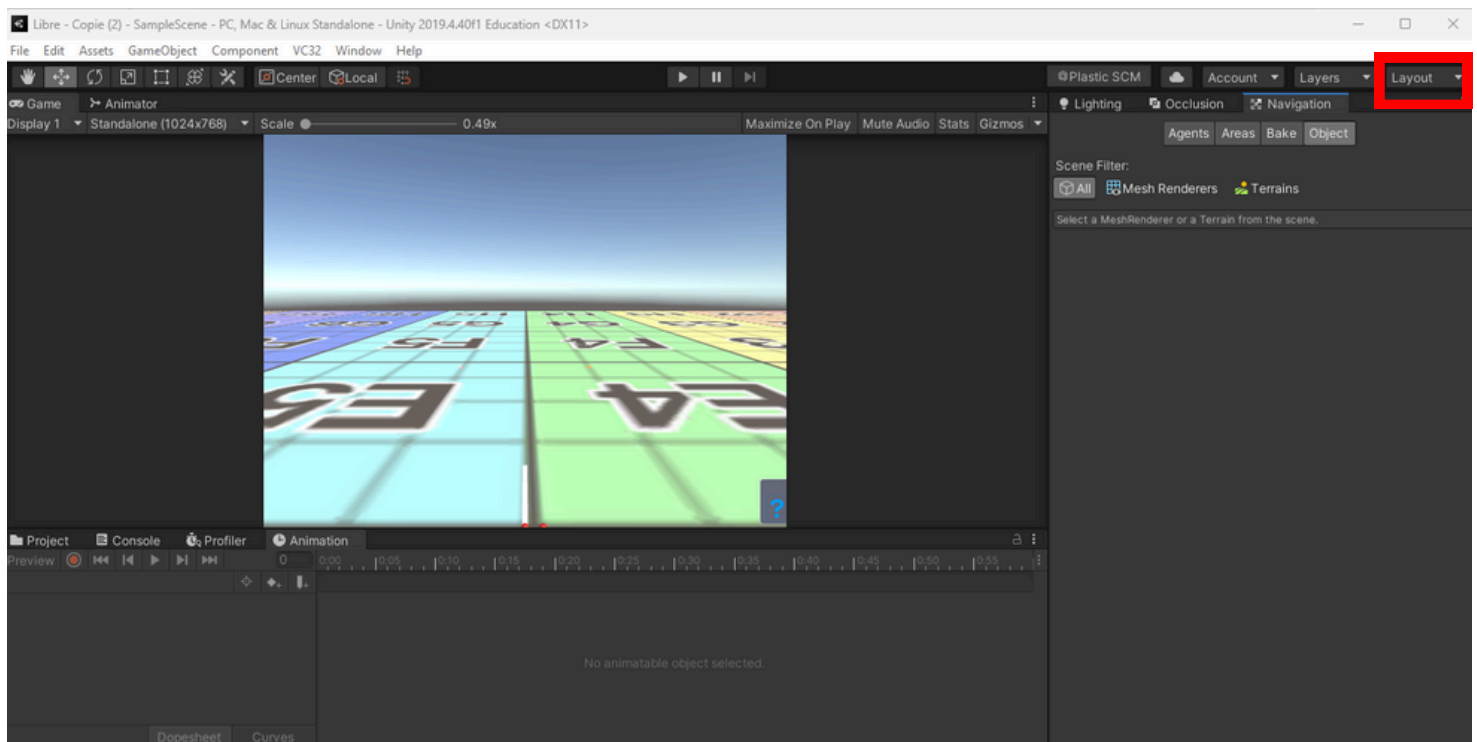 Libre - Copie (2) - SampleScene - PC, Mac & Linux Standalone - Unity 2019.4.40f1 Education <DX11>
File Edit Assets GameObject Component VC32 Window Help
Center Local Plastic SCM Account Layers Layout
Game Animator Lighting Occlusion Navigation
Display 1 Standalone (1024x768) Scale 0.49x Maximize On Play Mute Audio Stats Gizmos
Agents Areas Bake Object
Scene Filter:
All Mesh Renderers Terrains
Select a MeshRenderer or a Terrain from the scene.
F5 F4
E5 E4
?
Project Console Profiler Animation
Preview 0 0:00 0:05 0:10 0:15 0:20 0:25 0:30 0:35 0:40 0:45 0:50 0:55
No animatable object selected.
Dopesheet Curves